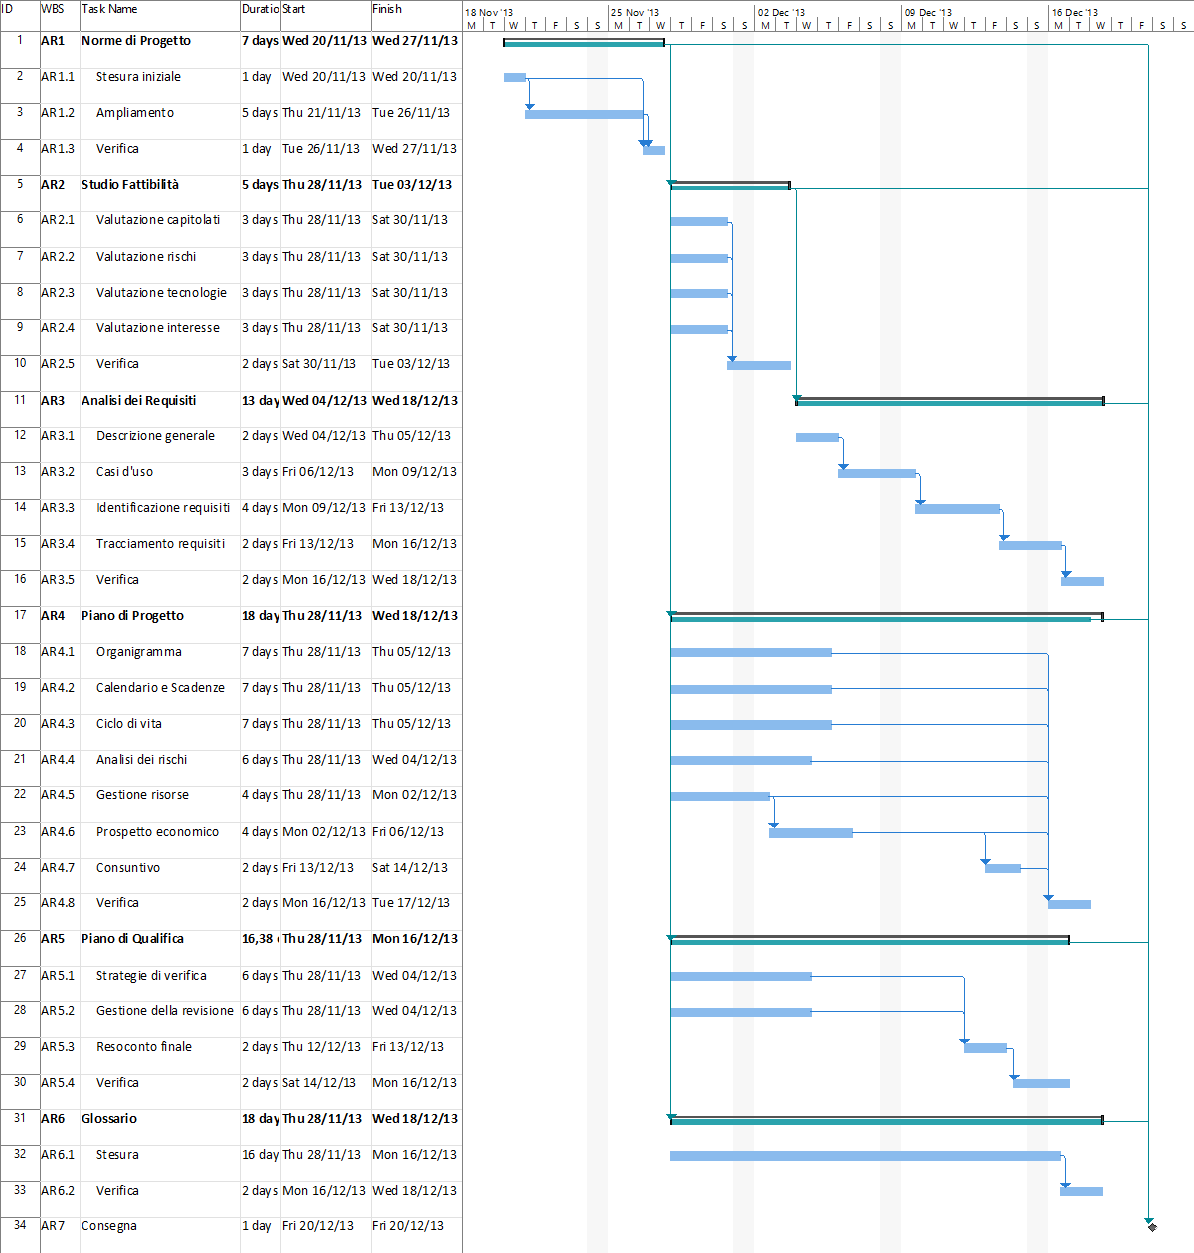 ID WBS Task Name Duratio Start Finish 18 Nov '13 25 Nov '13 02 Dec '13 09 Dec '13 16 Dec '13
M T W T F S S M T W T F S S M T W T F S S M T W T F S S M T W T F S S
1 AR1 Norme di Progetto 7 days Wed 20/11/13 Wed 27/11/13
2 AR1.1 Stesura iniziale 1 day Wed 20/11/13 Wed 20/11/13
3 AR1.2 Ampliamento 5 days Thu 21/11/13 Tue 26/11/13
4 AR1.3 Verifica 1 day Tue 26/11/13 Wed 27/11/13
5 AR2 Studio Fattibilità 5 days Thu 28/11/13 Tue 03/12/13
6 AR2.1 Valutazione capitolati 3 days Thu 28/11/13 Sat 30/11/13
7 AR2.2 Valutazione rischi 3 days Thu 28/11/13 Sat 30/11/13
8 AR2.3 Valutazione tecnologie 3 days Thu 28/11/13 Sat 30/11/13
9 AR2.4 Valutazione interesse 3 days Thu 28/11/13 Sat 30/11/13
10 AR2.5 Verifica 2 days Sat 30/11/13 Tue 03/12/13
11 AR3 Analisi dei Requisiti 13 day Wed 04/12/13 Wed 18/12/13
12 AR3.1 Descrizione generale 2 days Wed 04/12/13 Thu 05/12/13
13 AR3.2 Casi d'uso 3 days Fri 06/12/13 Mon 09/12/13
14 AR3.3 Identificazione requisiti 4 days Mon 09/12/13 Fri 13/12/13
15 AR3.4 Tracciamento requisiti 2 days Fri 13/12/13 Mon 16/12/13
16 AR3.5 Verifica 2 days Mon 16/12/13 Wed 18/12/13
17 AR4 Piano di Progetto 18 day Thu 28/11/13 Wed 18/12/13
18 AR4.1 Organigramma 7 days Thu 28/11/13 Thu 05/12/13
19 AR4.2 Calendario e Scadenze 7 days Thu 28/11/13 Thu 05/12/13
20 AR4.3 Ciclo di vita 7 days Thu 28/11/13 Thu 05/12/13
21 AR4.4 Analisi dei rischi 6 days Thu 28/11/13 Wed 04/12/13
22 AR4.5 Gestione risorse 4 days Thu 28/11/13 Mon 02/12/13
23 AR4.6 Prospetto economico 4 days Mon 02/12/13 Fri 06/12/13
24 AR4.7 Consuntivo 2 days Fri 13/12/13 Sat 14/12/13
25 AR4.8 Verifica 2 days Mon 16/12/13 Tue 17/12/13
26 AR5 Piano di Qualifica 16,38 Thu 28/11/13 Mon 16/12/13
27 AR5.1 Strategie di verifica 6 days Thu 28/11/13 Wed 04/12/13
28 AR5.2 Gestione della revisione 6 days Thu 28/11/13 Wed 04/12/13
29 AR5.3 Resoconto finale 2 days Thu 12/12/13 Fri 13/12/13
30 AR5.4 Verifica 2 days Sat 14/12/13 Mon 16/12/13
31 AR6 Glossario 18 day Thu 28/11/13 Wed 18/12/13
32 AR6.1 Stesura 16 day Thu 28/11/13 Mon 16/12/13
33 AR6.2 Verifica 2 days Mon 16/12/13 Wed 18/12/13
34 AR7 Consegna 1 day Fri 20/12/13 Fri 20/12/13